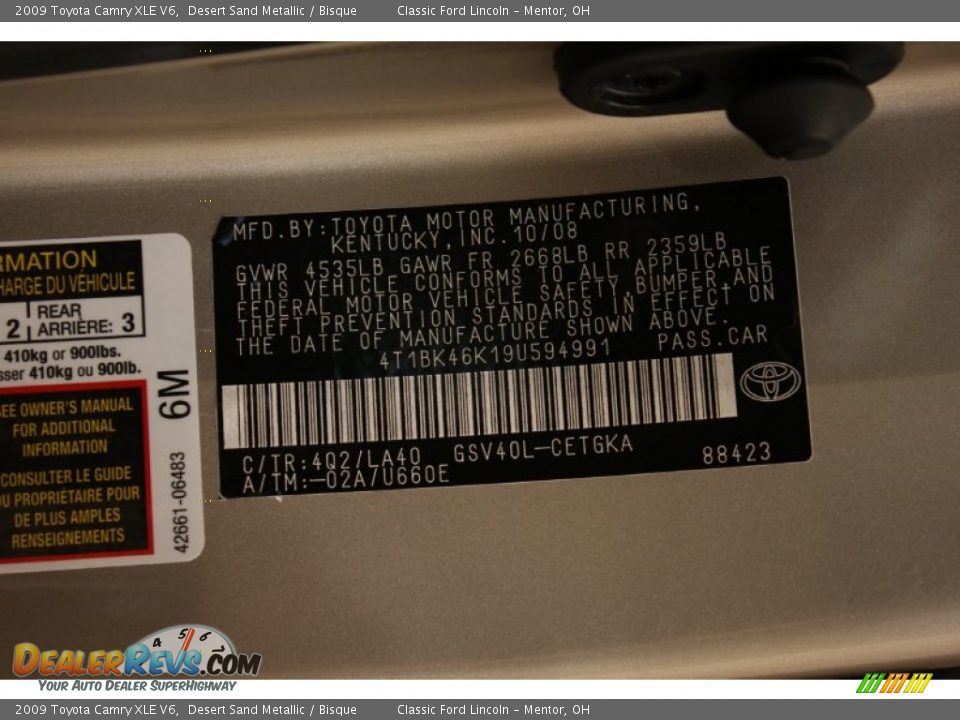 2009 Toyota Camry XLE V6,  Desert Sand Metallic / Bisque   Classic Ford Lincoln - Mentor, OH
RMATION
HARGE DU VÉHICULE
2 REAR
ARRIÈRE: 3
410kg or 900lbs.
sser 410kg ou 900lb.
SEE OWNER'S MANUAL
FOR ADDITIONAL
INFORMATION
CONSULTER LE GUIDE
DU PROPRIÉTAIRE POUR
DE PLUS AMPLES
RENSEIGNEMENTS
6M
42661-06483
MFD.BY:TOYOTA MOTOR MANUFACTURING,
KENTUCKY,INC.10/08
GVWR 4535LB GAWR FR 2668LB RR 2359LB
THIS VEHICLE CONFORMS TO ALL APPLICABLE
FEDERAL MOTOR VEHICLE SAFETY,BUMPER,AND
THEFT PREVENTION STANDARDS IN EFFECT ON
THE DATE OF MANUFACTURE SHOWN ABOVE.
4T1BK46K19U594991 PASS.CAR
C/TR:4Q2/LA40 GSV40L-CETGKA
A/TM:-02A/U660E 88423
4 5 6
DealerRevs.com
Your Auto Dealer SuperHighway
2009 Toyota Camry XLE V6,  Desert Sand Metallic / Bisque   Classic Ford Lincoln - Mentor, OH